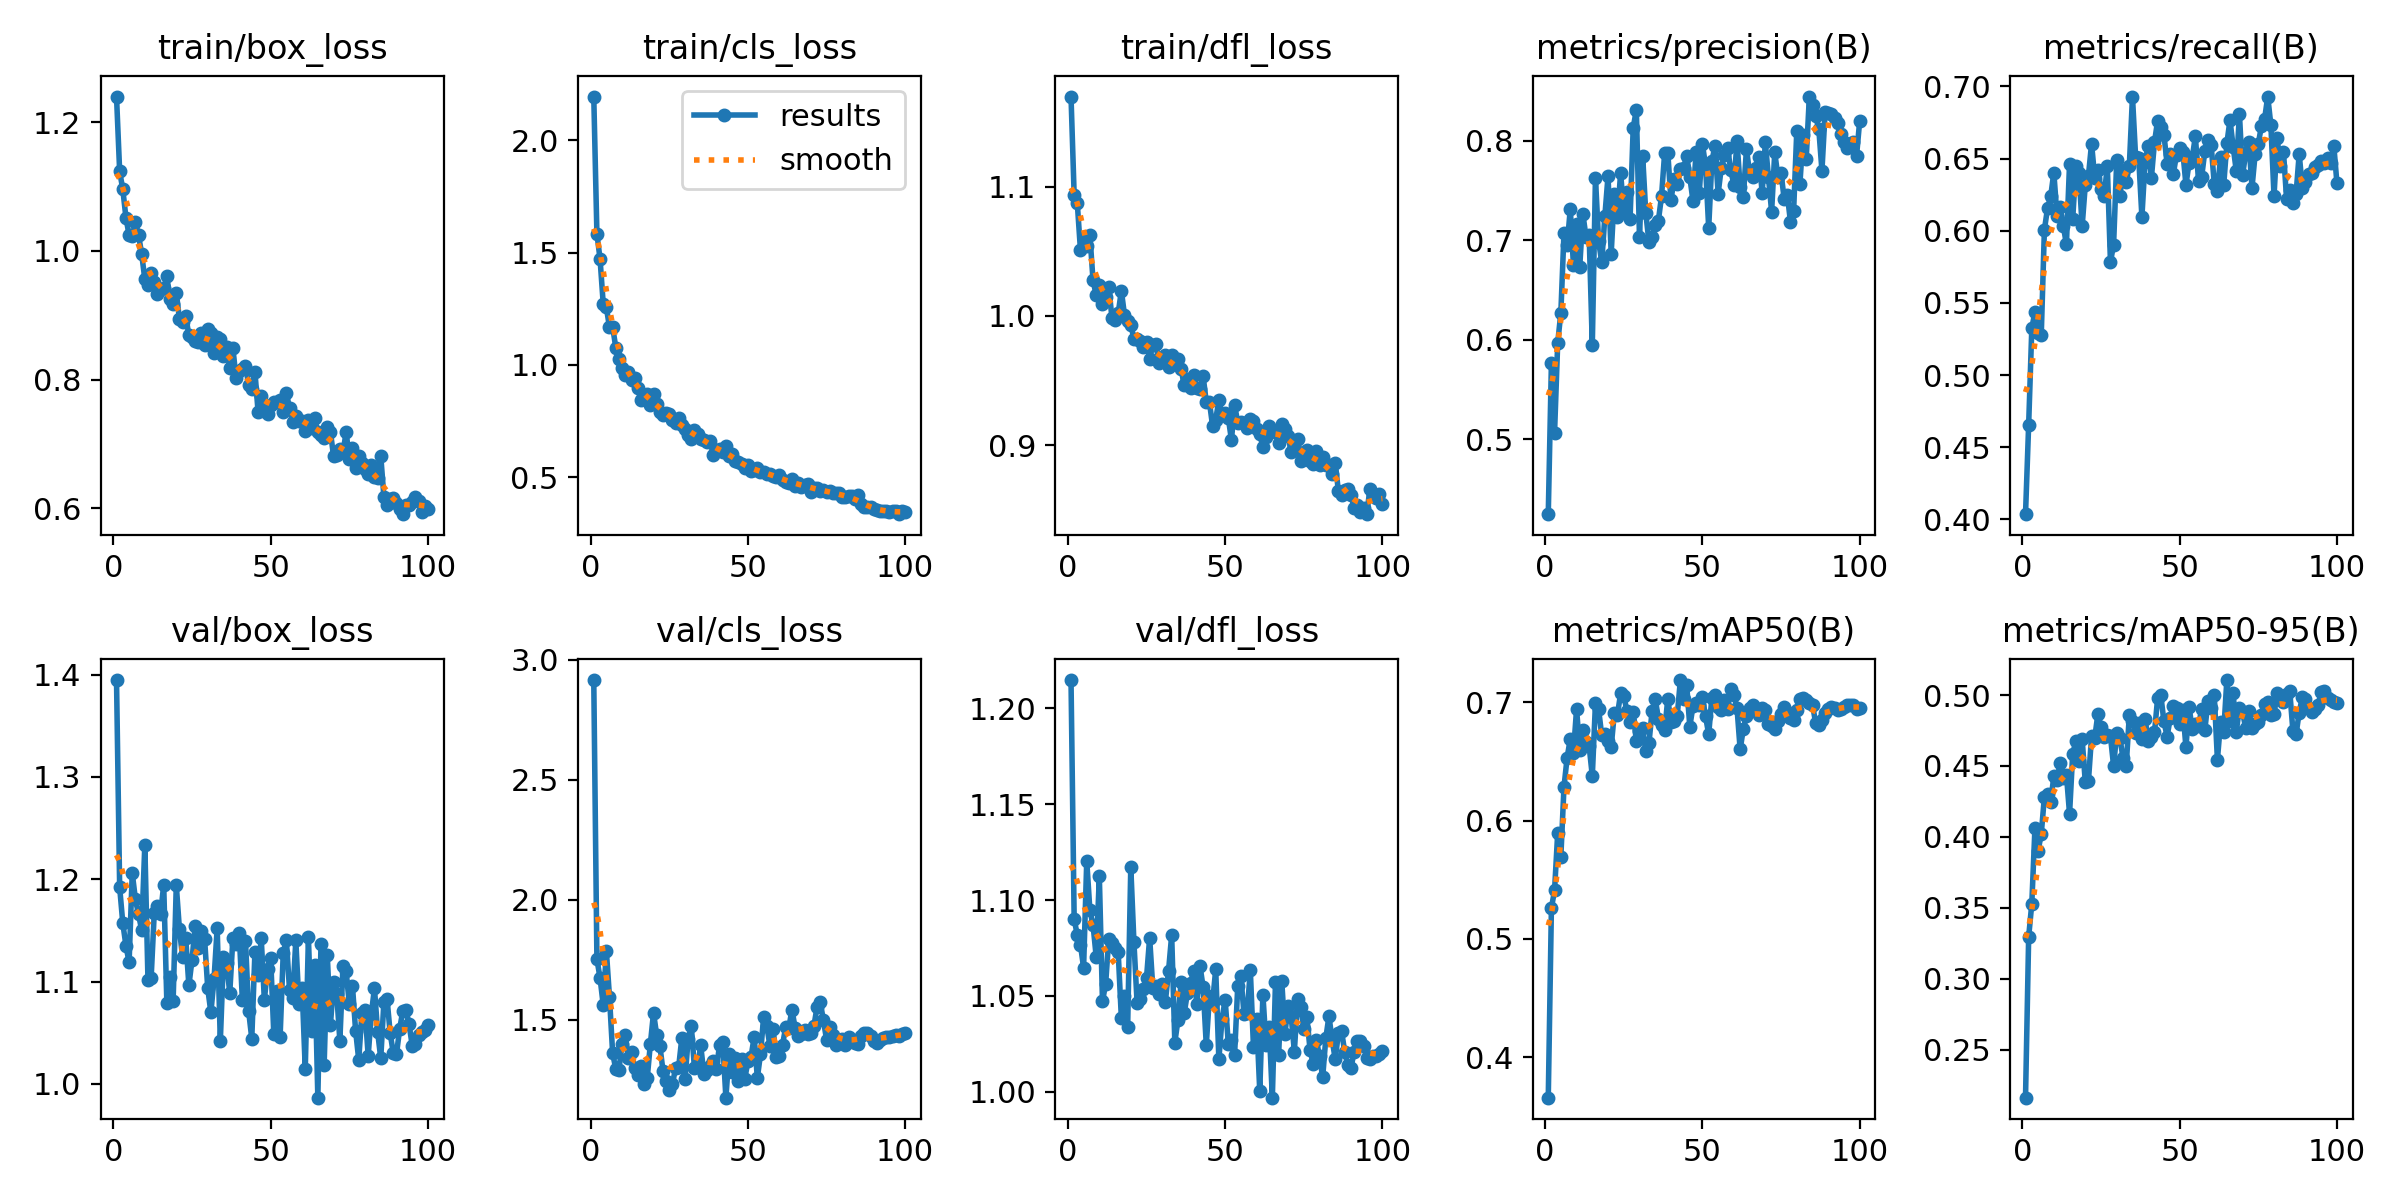 train/box_loss
1.2
1.0
0.8
0.6
0 50 100
train/cls_loss
results
smooth
2.0
1.5
1.0
0.5
0 50 100
train/dfl_loss
1.1
1.0
0.9
0 50 100
metrics/precision(B)
0.8
0.7
0.6
0.5
0 50 100
metrics/recall(B)
0.70
0.65
0.60
0.55
0.50
0.45
0.40
0 50 100
val/box_loss
1.4
1.3
1.2
1.1
1.0
0 50 100
val/cls_loss
3.0
2.5
2.0
1.5
0 50 100
val/dfl_loss
1.20
1.15
1.10
1.05
1.00
0 50 100
metrics/mAP50(B)
0.7
0.6
0.5
0.4
0 50 100
metrics/mAP50-95(B)
0.50
0.45
0.40
0.35
0.30
0.25
0 50 100